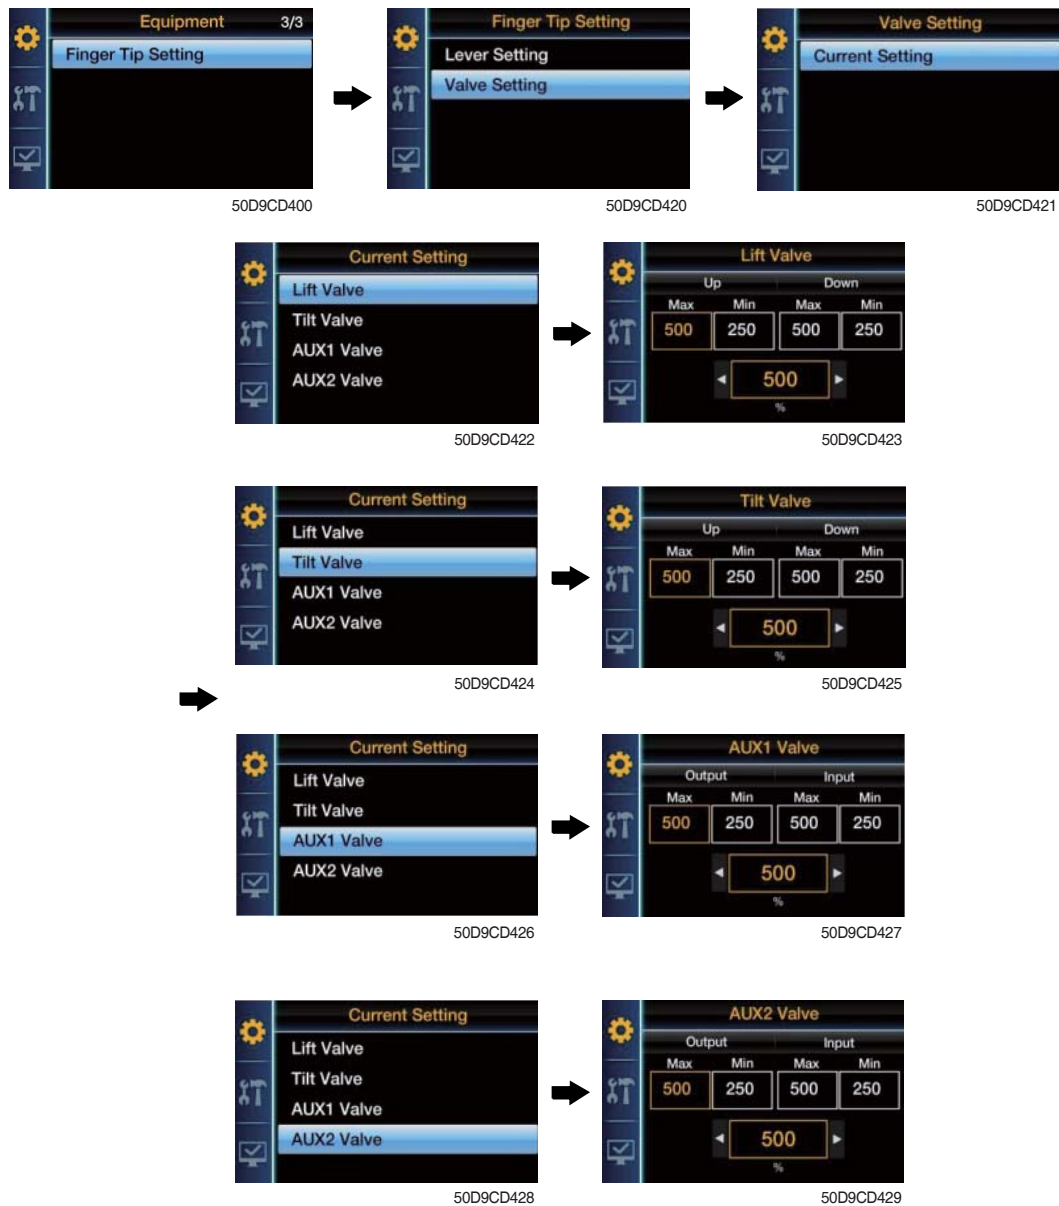 Equipment 3/3
Finger Tip Setting
50D9CD400
Finger Tip Setting
Lever Setting
Valve Setting
50D9CD420
Valve Setting
Current Setting
50D9CD421
Current Setting
Lift Valve
Tilt Valve
AUX1 Valve
AUX2 Valve
50D9CD422
Lift Valve
Up Down
Max Min Max Min
500 250 500 250
500
%
50D9CD423
Current Setting
Lift Valve
Tilt Valve
AUX1 Valve
AUX2 Valve
50D9CD424
Tilt Valve
Up Down
Max Min Max Min
500 250 500 250
500
%
50D9CD425
Current Setting
Lift Valve
Tilt Valve
AUX1 Valve
AUX2 Valve
50D9CD426
AUX1 Valve
Output Input
Max Min Max Min
500 250 500 250
500
%
50D9CD427
Current Setting
Lift Valve
Tilt Valve
AUX1 Valve
AUX2 Valve
50D9CD428
AUX2 Valve
Output Input
Max Min Max Min
500 250 500 250
500
%
50D9CD429